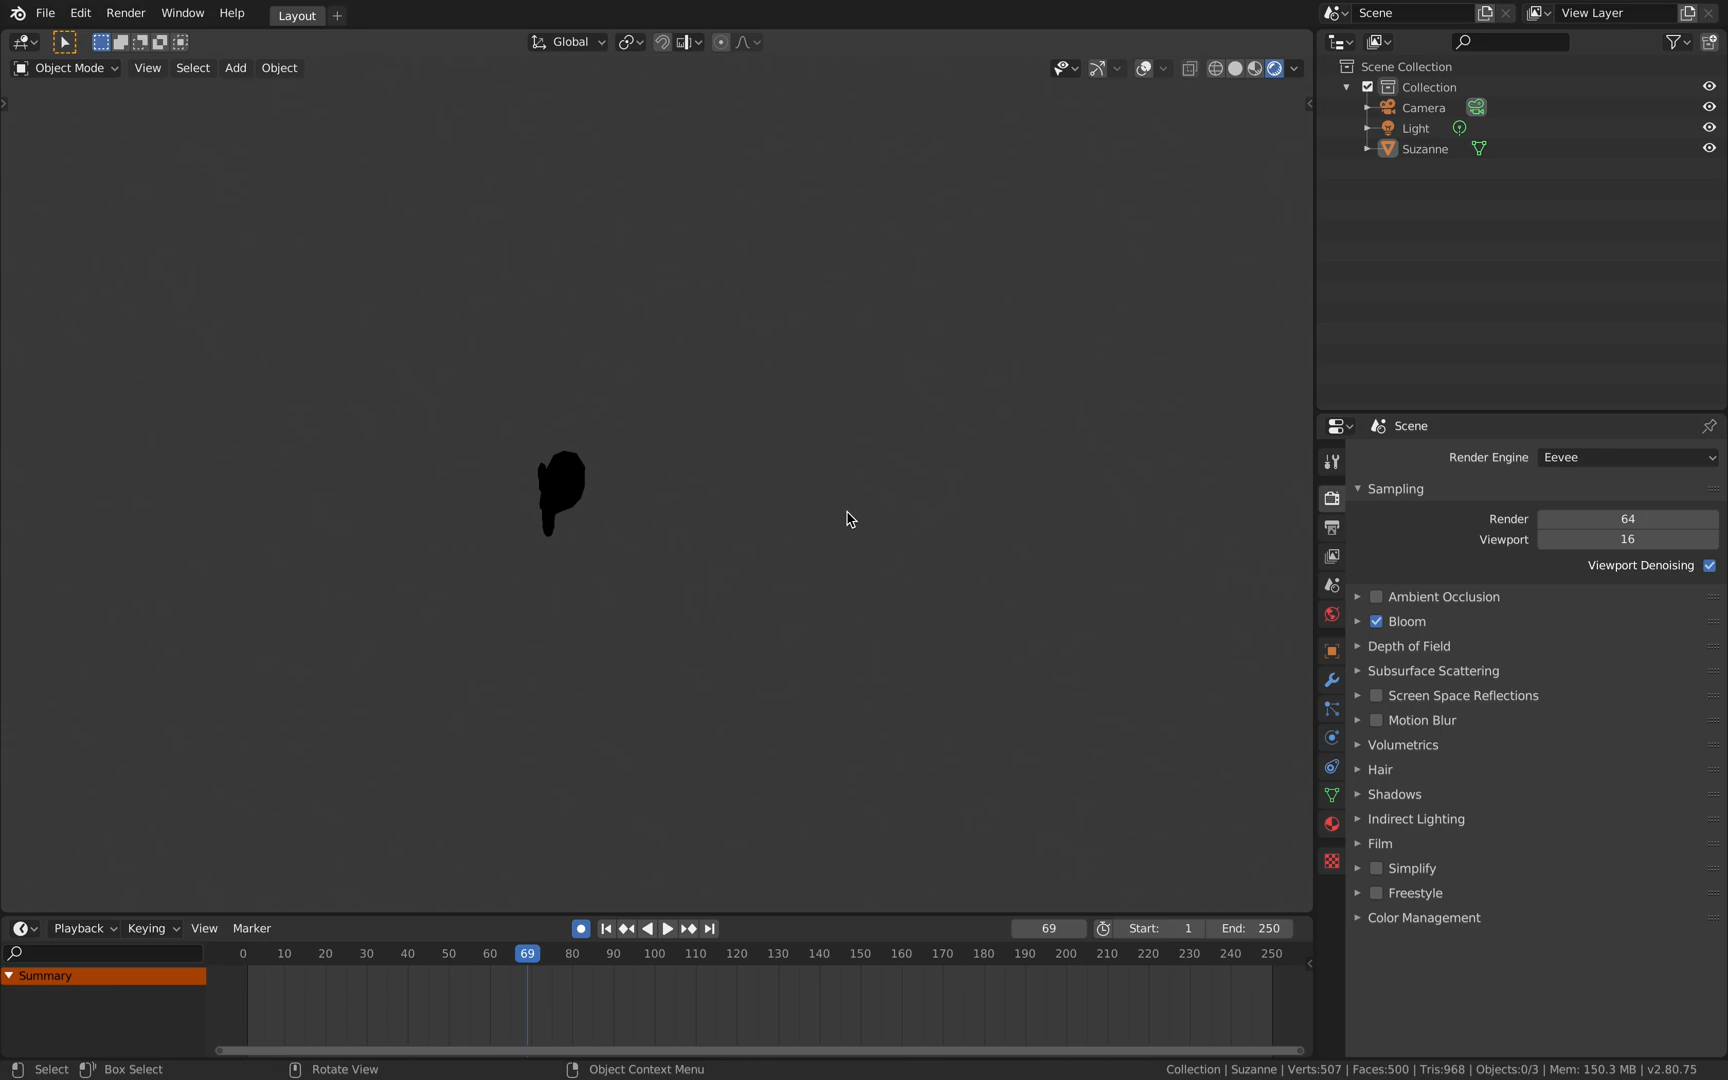 File Edit Render Window Help Layout + Scene View Layer
Global
Object Mode View Select Add Object
Scene Collection
Collection
Camera
Light
Suzanne
Scene
Render Engine Eevee
Sampling
Render 64
Viewport 16
Viewport Denoising
Ambient Occlusion
Bloom
Depth of Field
Subsurface Scattering
Screen Space Reflections
Motion Blur
Volumetrics
Hair
Shadows
Indirect Lighting
Film
Simplify
Freestyle
Color Management
Playback Keying View Marker 69 Start: 1 End: 250
0 10 20 30 40 50 60 69 80 90 100 110 120 130 140 150 160 170 180 190 200 210 220 230 240 250
Summary
Select Box Select Rotate View Object Context Menu Collection | Suzanne | Verts:507 | Faces:500 | Tris:968 | Objects:0/3 | Mem: 150.3 MB | v2.80.75